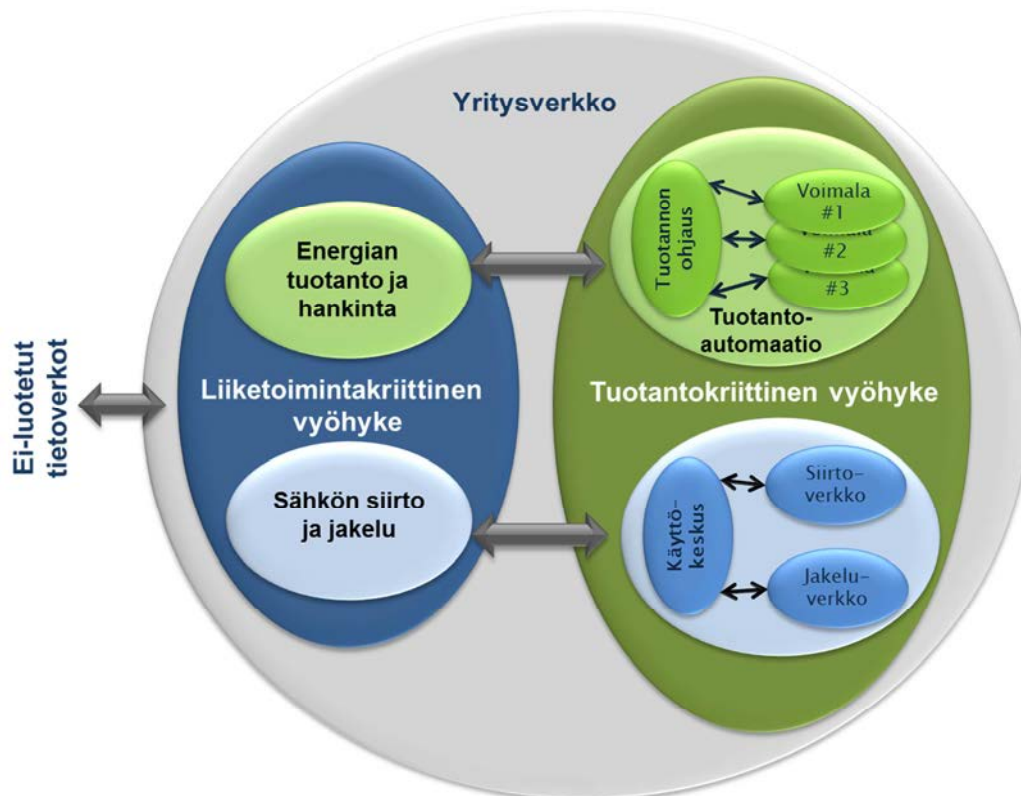 Yritysverkko
Ei-luotetut
tietoverkot
Energian
tuotanto ja
hankinta
Liiketoimintakriittinen
vyöhyke
Sähkön siirto
ja jakelu
Tuotannon
ohjaus
Voimala
#1
#2
#3
Tuotanto-
automaatio
Tuotantokriittinen vyöhyke
Käyttö-
keskus
Siirto-
verkko
Jakelu-
verkko